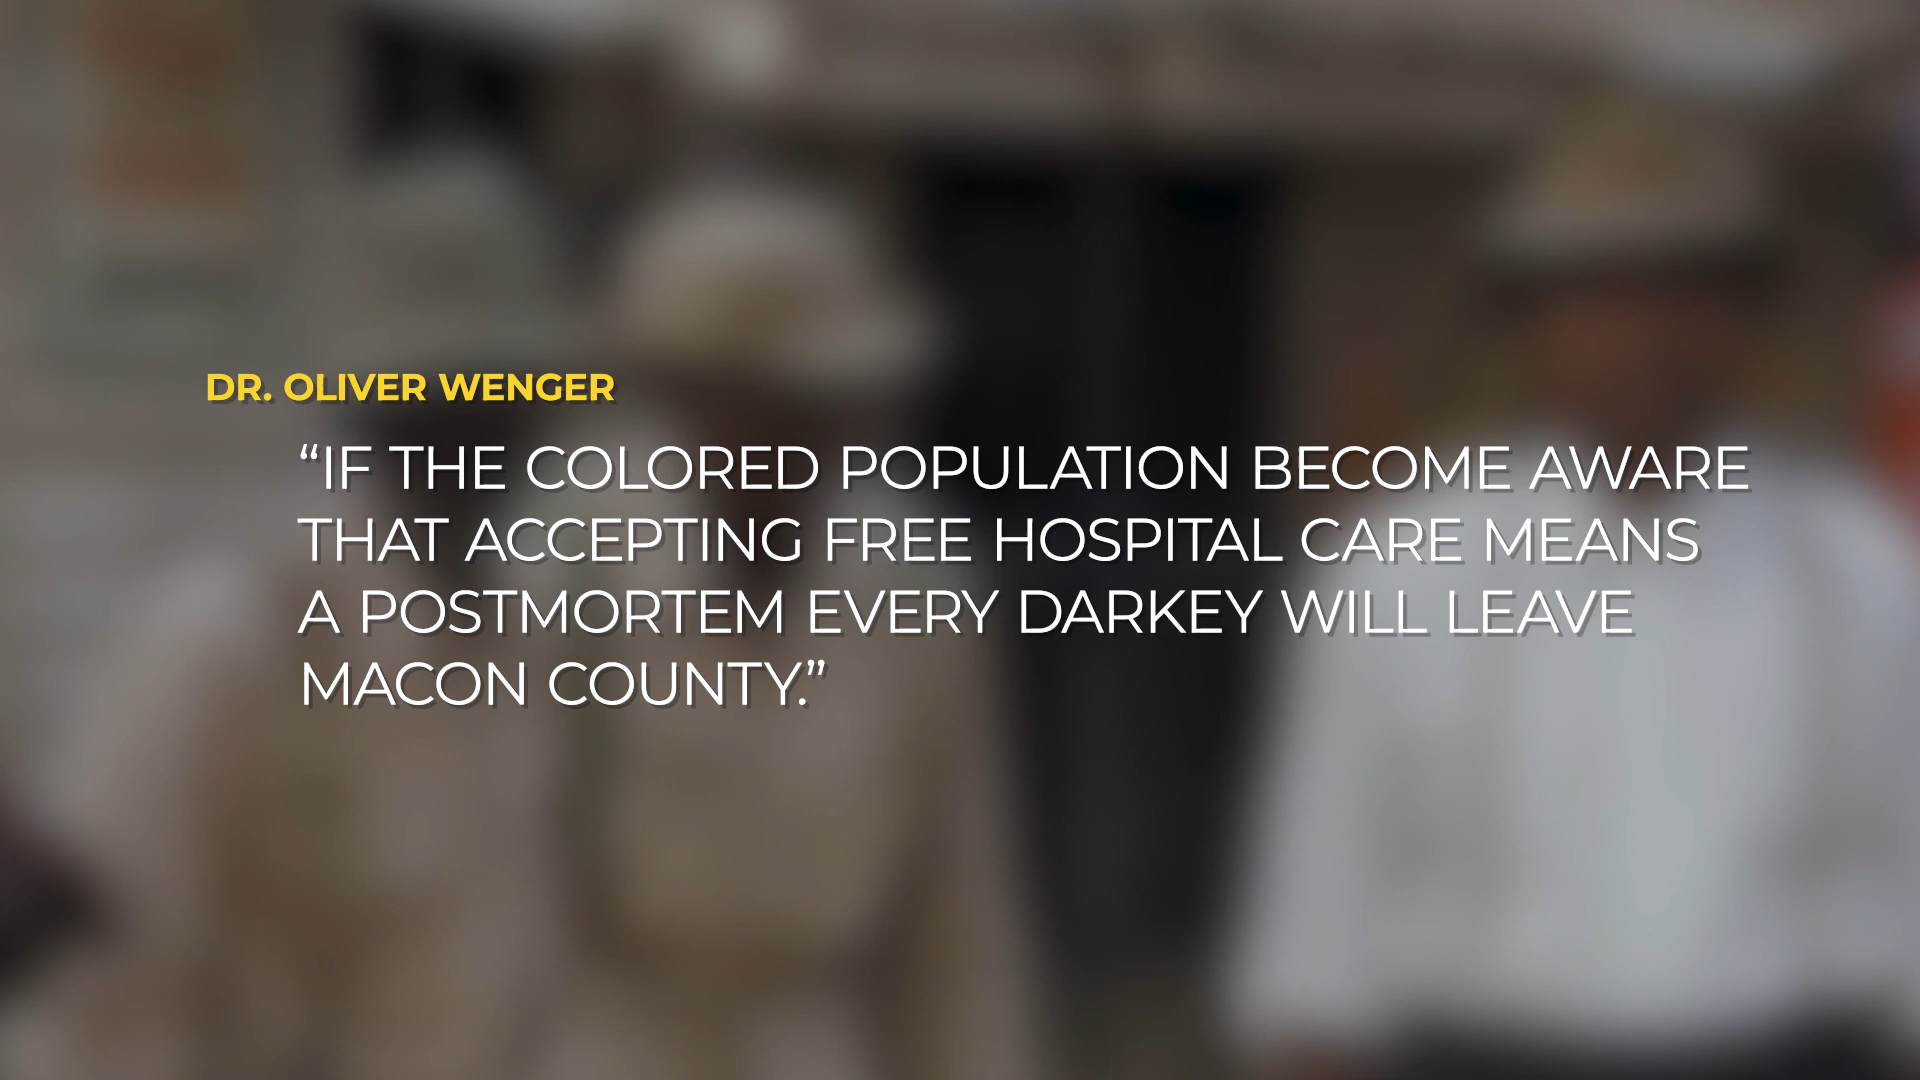 DR. OLIVER WENGER
“IF THE COLORED POPULATION BECOME AWARE
THAT ACCEPTING FREE HOSPITAL CARE MEANS
A POSTMORTEM EVERY DARKEY WILL LEAVE
MACON COUNTY.”